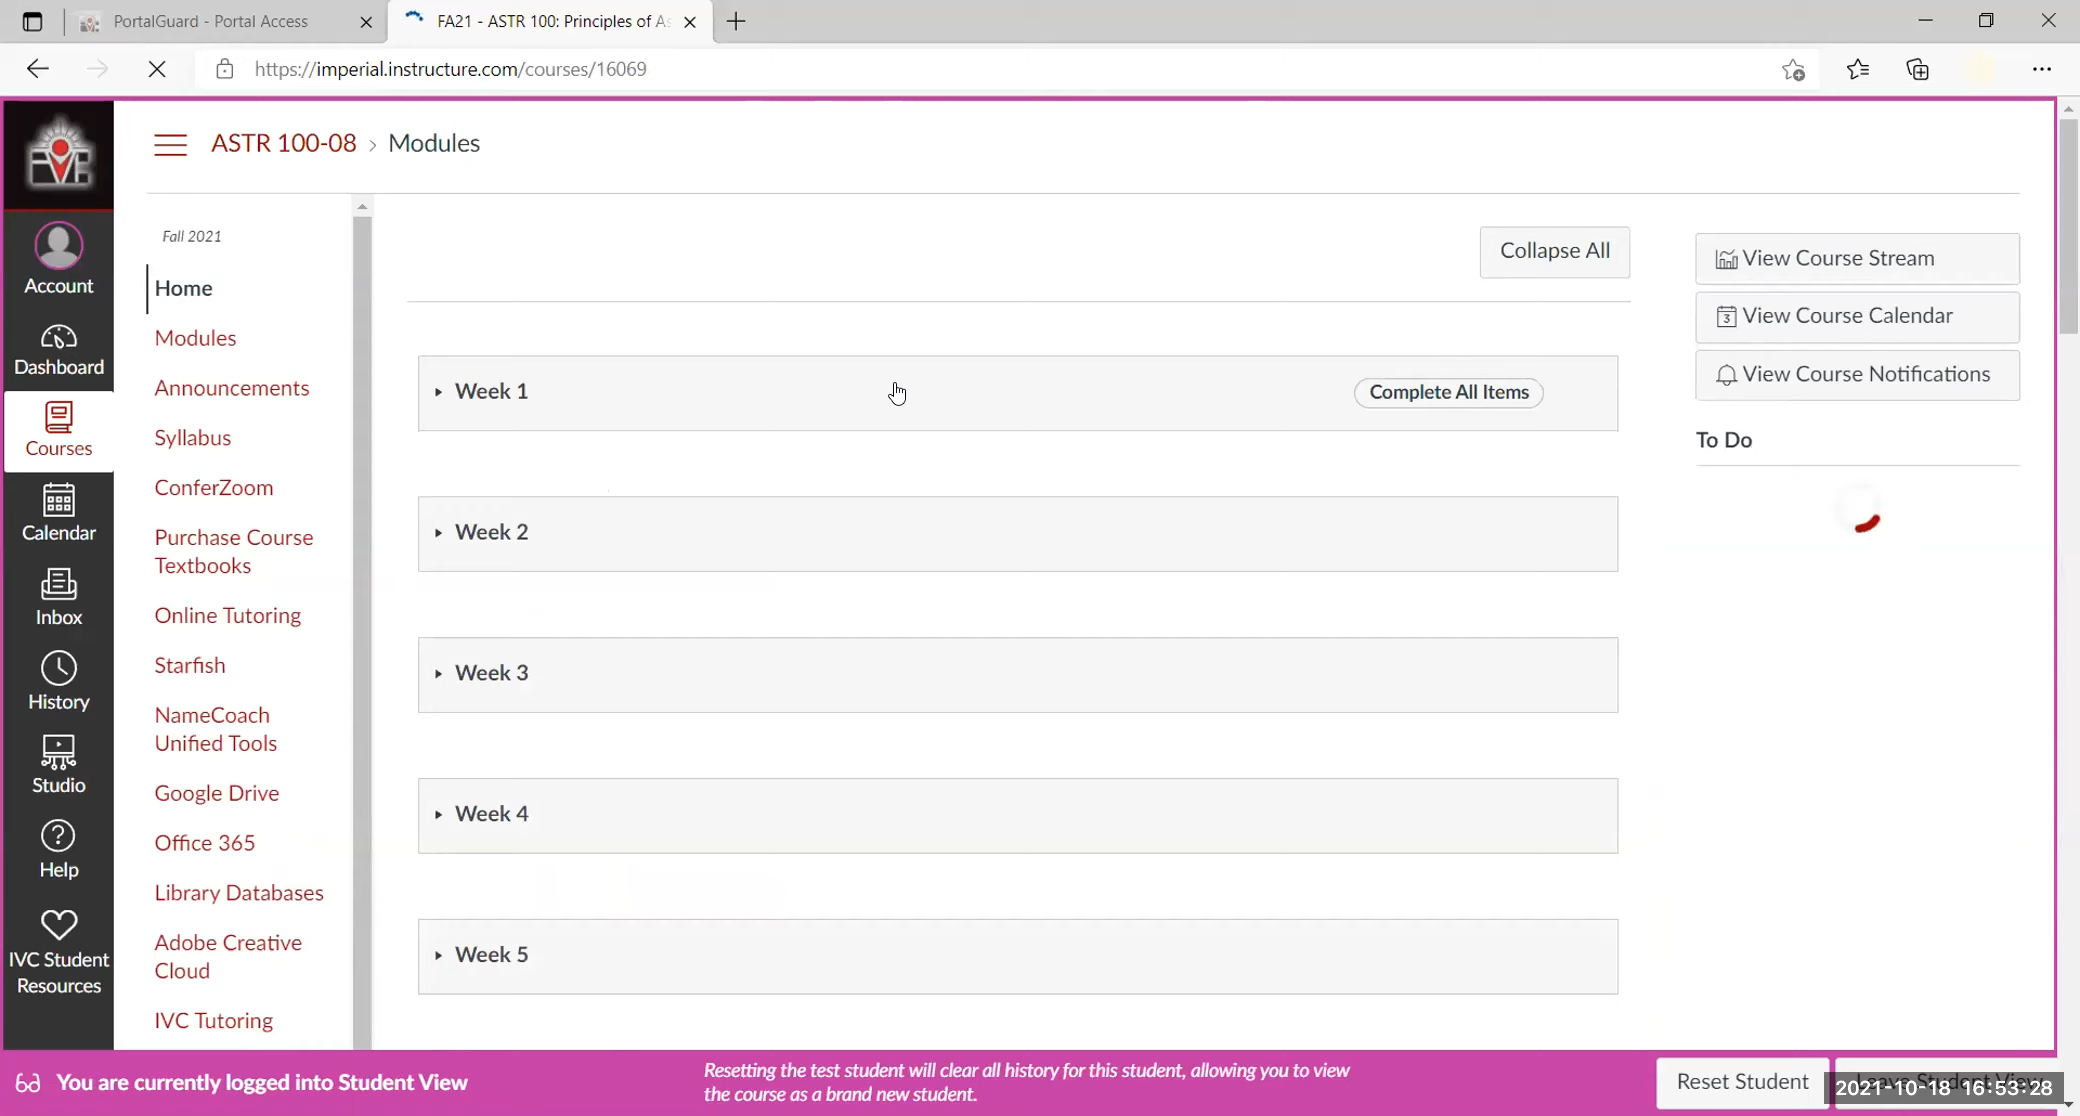 PortalGuard - Portal Access
FA21 - ASTR 100: Principles of As
https://imperial.instructure.com/courses/16069
ASTR 100-08 › Modules
Account
Dashboard
Courses
Calendar
Inbox
History
Studio
Help
IVC Student
Resources
Fall 2021
Home
Modules
Announcements
Syllabus
ConferZoom
Purchase Course
Textbooks
Online Tutoring
Starfish
NameCoach
Unified Tools
Google Drive
Office 365
Library Databases
Adobe Creative
Cloud
IVC Tutoring
Collapse All
Week 1
Complete All Items
Week 2
Week 3
Week 4
Week 5
View Course Stream
3 View Course Calendar
View Course Notifications
To Do
You are currently logged into Student View
Resetting the test student will clear all history for this student, allowing you to view
the course as a brand new student.
Reset Student
Leave Student View
2021-10-18 16:53:28